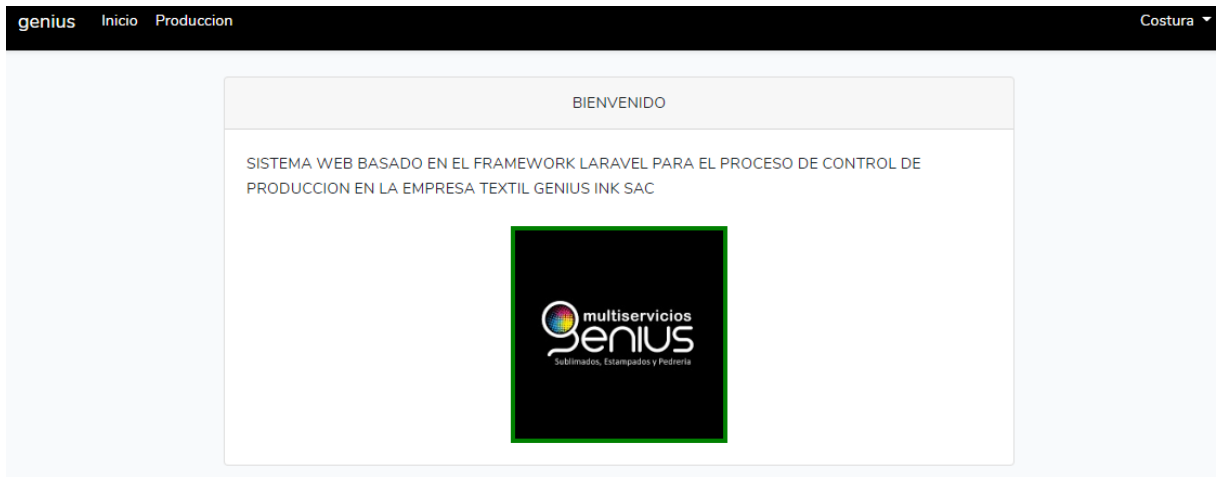 genius Inicio Produccion Costura
BIENVENIDO
SISTEMA WEB BASADO EN EL FRAMEWORK LARAVEL PARA EL PROCESO DE CONTROL DE
PRODUCCION EN LA EMPRESA TEXTIL GENIUS INK SAC
multiservicios
genius
Sublimados, Estampados y Pedreria